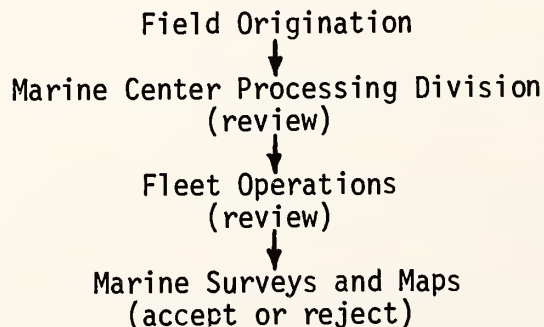 Field Origination
Marine Center Processing Division
(review)
Fleet Operations
(review)
Marine Surveys and Maps
(accept or reject)